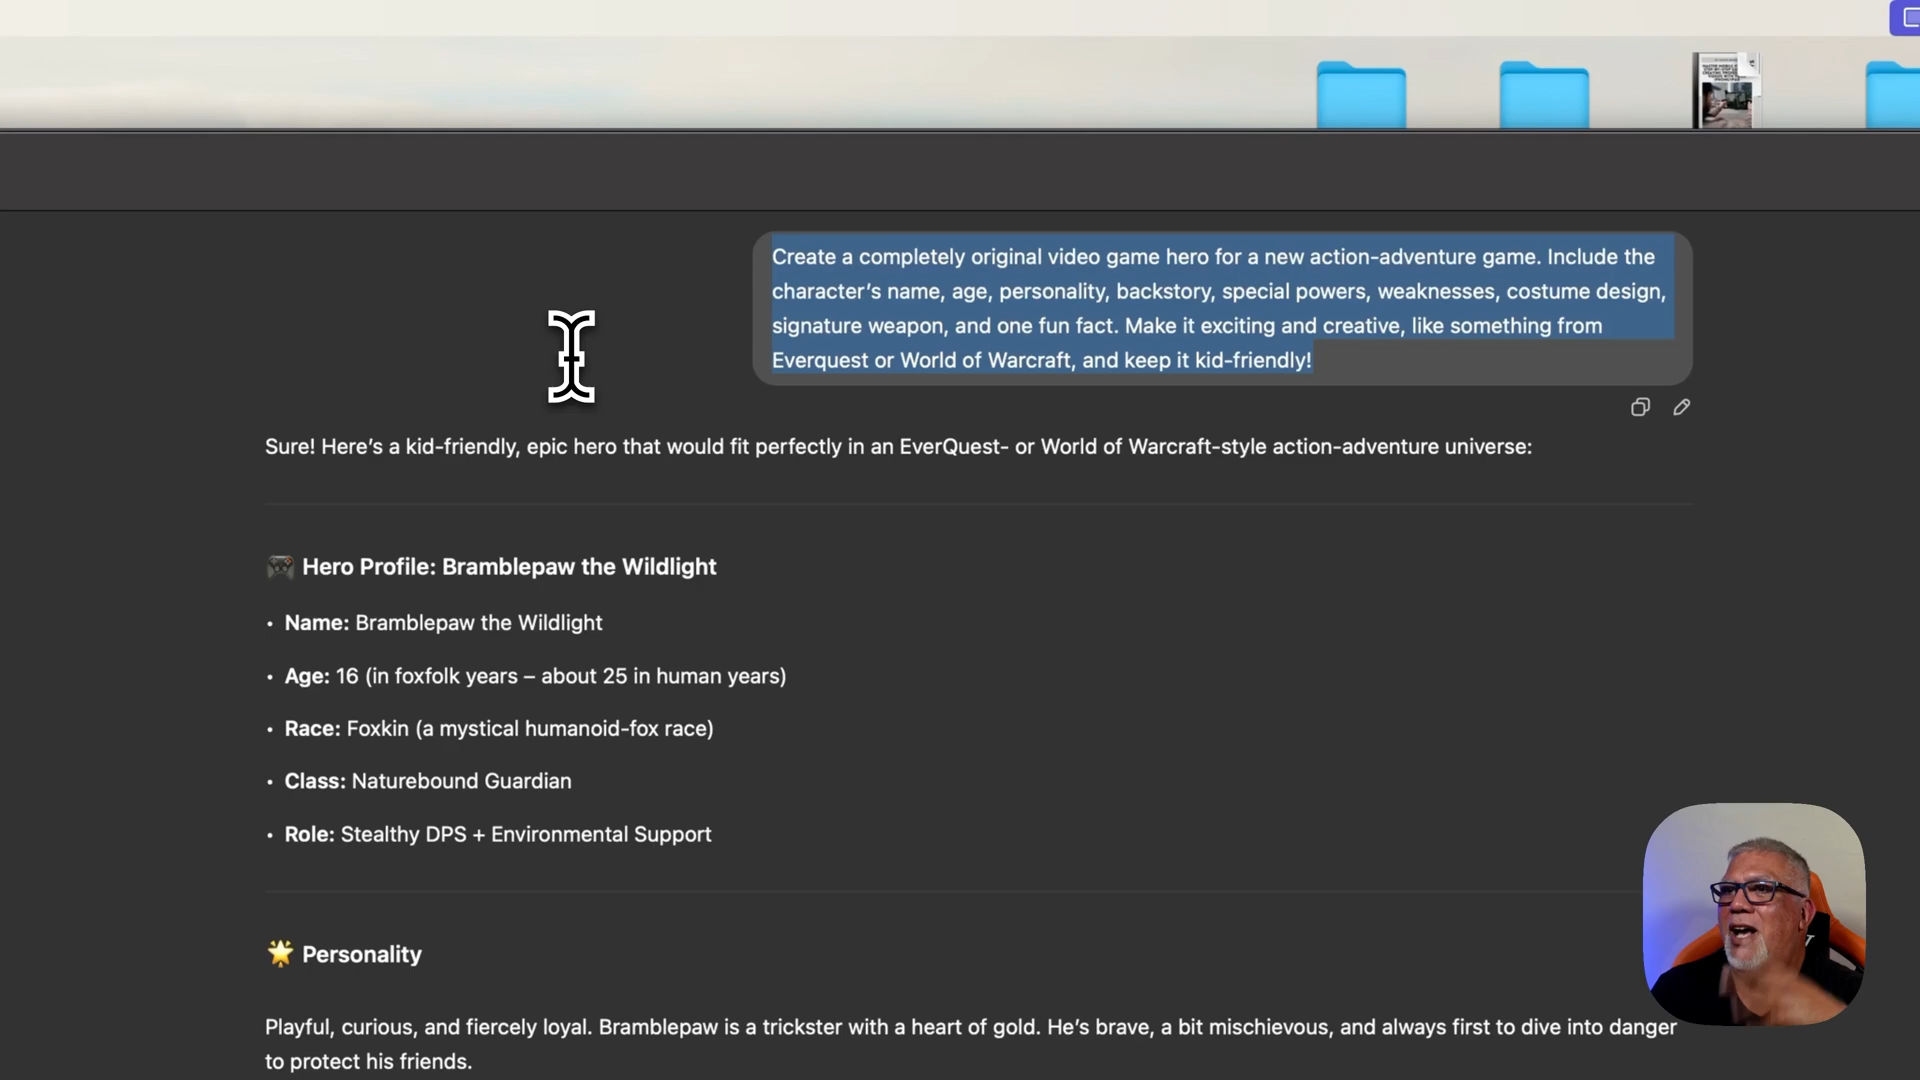 Create a completely original video game hero for a new action-adventure game. Include the
character’s name, age, personality, backstory, special powers, weaknesses, costume design,
signature weapon, and one fun fact. Make it exciting and creative, like something from
Everquest or World of Warcraft, and keep it kid-friendly!
Sure! Here’s a kid-friendly, epic hero that would fit perfectly in an EverQuest- or World of Warcraft-style action-adventure universe:
🎮 Hero Profile: Bramblepaw the Wildlight
• Name: Bramblepaw the Wildlight
• Age: 16 (in foxfolk years – about 25 in human years)
• Race: Foxkin (a mystical humanoid-fox race)
• Class: Naturebound Guardian
• Role: Stealthy DPS + Environmental Support
🌟 Personality
Playful, curious, and fiercely loyal. Bramblepaw is a trickster with a heart of gold. He’s brave, a bit mischievous, and always first to dive into danger
to protect his friends.